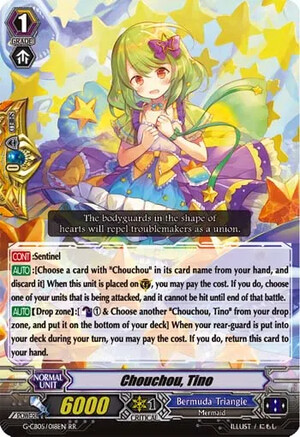 1
GRADE
The bodyguards in the shape of
hearts will repel troublemakers as a union.
CONT :Sentinel
AUTO :[Choose a card with "Chouchou" in its card name from your hand, and
discard it] When this unit is placed on , you may pay the cost. If you do, choose
one of your units that is being attacked, and it cannot be hit until end of that battle.
AUTO 【Drop zone】:[ ① & Choose another "Chouchou, Tino" from your drop
zone, and put it on the bottom of your deck] When your rear-guard is put into
your deck during your turn, you may pay the cost. If you do, return this card to
your hand.
NORMAL
UNIT
Chouchou, Tino
POWER
6000
1
CRITICAL
Bermuda Triangle
Mermaid
G-CB05/018EN RR
ILLUST